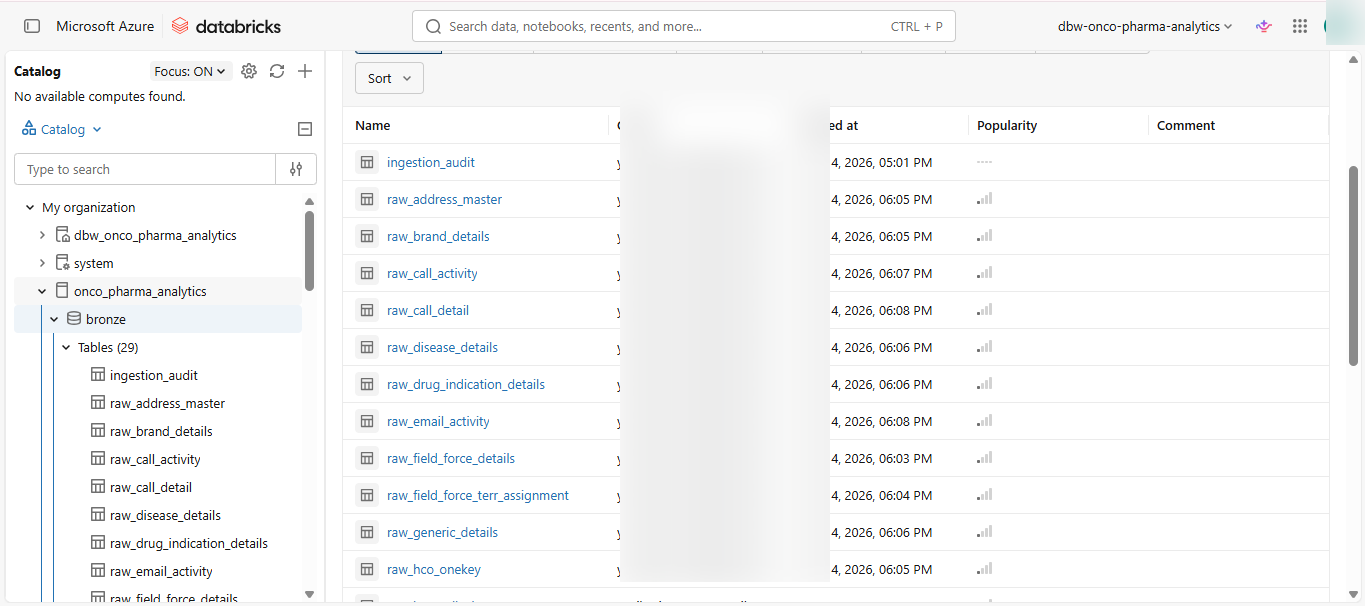 Microsoft Azure databricks Search data, notebooks, recents, and more... CTRL + P dbw-onco-pharma-analytics
Catalog Focus: ON
No available computes found.
Catalog
Type to search
My organization
dbw_onco_pharma_analytics
system
onco_pharma_analytics
bronze
Tables (29)
ingestion_audit
raw_address_master
raw_brand_details
raw_call_activity
raw_call_detail
raw_disease_details
raw_drug_indication_details
raw_email_activity
raw_field_force_details
Sort
Name ed at Popularity Comment
ingestion_audit 4, 2026, 05:01 PM
raw_address_master 4, 2026, 06:05 PM
raw_brand_details 4, 2026, 06:05 PM
raw_call_activity 4, 2026, 06:07 PM
raw_call_detail 4, 2026, 06:08 PM
raw_disease_details 4, 2026, 06:06 PM
raw_drug_indication_details 4, 2026, 06:06 PM
raw_email_activity 4, 2026, 06:08 PM
raw_field_force_details 4, 2026, 06:03 PM
raw_field_force_terr_assignment 4, 2026, 06:04 PM
raw_generic_details 4, 2026, 06:06 PM
raw_hco_onekey 4, 2026, 06:05 PM